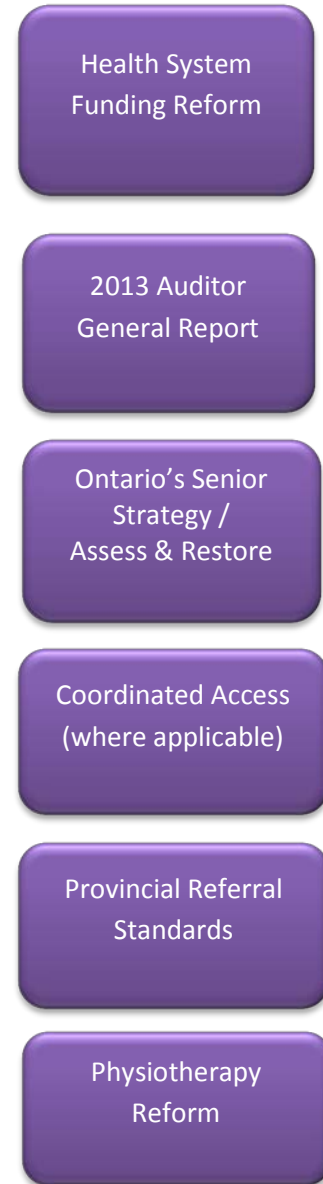 Health System
Funding Reform
2013 Auditor
General Report
Ontario’s Senior
Strategy /
Assess & Restore
Coordinated Access
(where applicable)
Provincial Referral
Standards
Physiotherapy
Reform